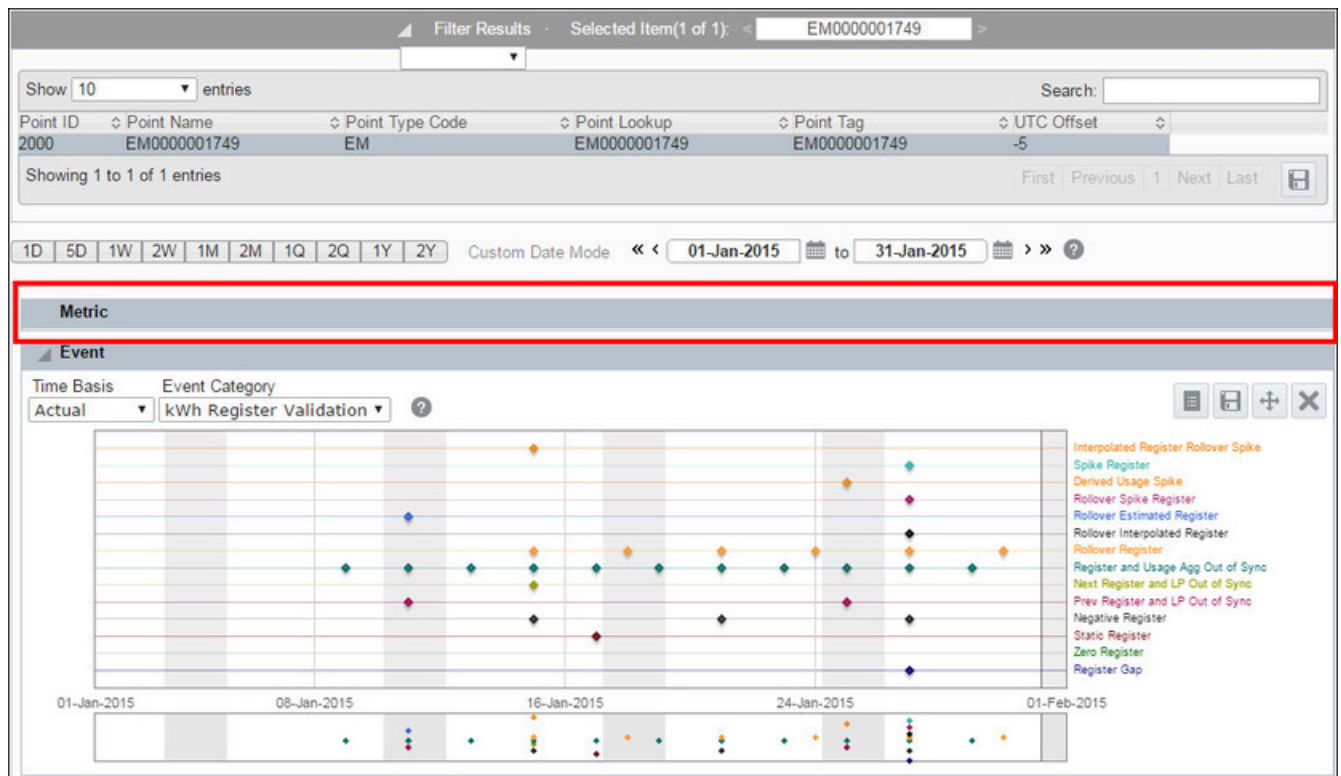 Filter Results · Selected Item(1 of 1): < EM0000001749 >
Show 10 entries Search:
Point ID Point Name Point Type Code Point Lookup Point Tag UTC Offset
2000 EM0000001749 EM EM0000001749 EM0000001749 -5
Showing 1 to 1 of 1 entries First Previous 1 Next Last
1D 5D 1W 2W 1M 2M 1Q 2Q 1Y 2Y Custom Date Mode « < 01-Jan-2015 to 31-Jan-2015 > » ?
Metric
Event
Time Basis Event Category
Actual kWh Register Validation ?
Interpolated Register Rollover Spike
Spike Register
Derived Usage Spike
Rollover Spike Register
Rollover Estimated Register
Rollover Interpolated Register
Rollover Register
Register and Usage Agg Out of Sync
Next Register and LP Out of Sync
Prev Register and LP Out of Sync
Negative Register
Static Register
Zero Register
Register Gap
01-Jan-2015 08-Jan-2015 16-Jan-2015 24-Jan-2015 01-Feb-2015